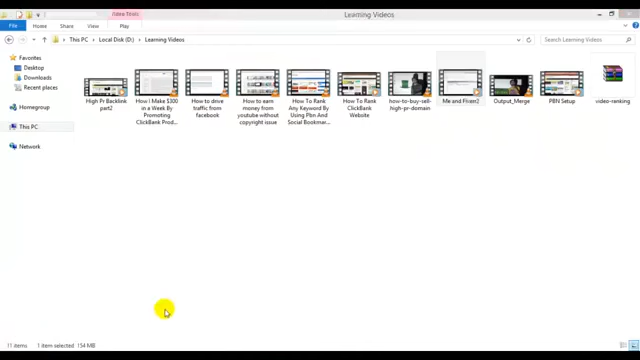 Video Tools
Learning Videos
File
Home
Share
View
Play
This PC
Local Disk (D:)
Learning Videos
Search Learning Videos
Favorites
Desktop
Downloads
Recent places
Homegroup
This PC
Network
High Pr Backlink
part2
How I Make $300
in a Week By
Promoting
ClickBank Prod...
How to drive
traffic from
facebook
How to earn
money from
youtube without
copyright issue
How To Rank
Any Keyword By
Using Pbn And
Social Bookmar...
How To Rank
ClickBank
Website
how-to-buy-sell-
high-pr-domain
Me and Fiverr2
Output_Merge
PBN Setup
video-ranking
11 items
1 item selected 154 MB